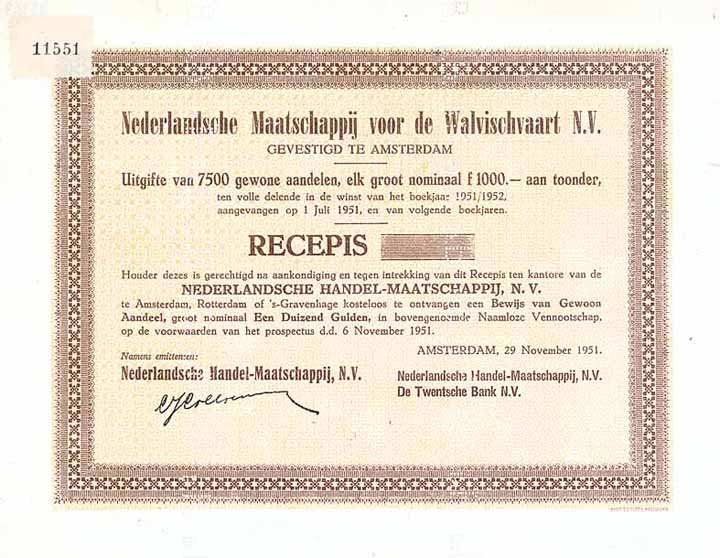 11551
Nederlandsche Maatschappij voor de Walvischvaart N.V.
GEVESTIGD TE AMSTERDAM
Uitgifte van 7500 gewone aandelen, elk groot nominaal f 1000.— aan toonder,
ten volle delende in de winst van het boekjaar 1951/1952,
aangevangen op 1 Juli 1951, en van volgende boekjaren.
RECEPIS
Houder dezes is gerechtigd na aankondiging en tegen intrekking van dit Recepis ten kantore van de
NEDERLANDSCHE HANDEL-MAATSCHAPPIJ, N. V.
te Amsterdam, Rotterdam of 's-Gravenhage kosteloos te ontvangen een Bewijs van Gewoon
Aandeel, groot nominaal Een Duizend Gulden, in bovengenoemde Naamloze Vennootschap,
op de voorwaarden van het prospectus d.d. 6 November 1951.
AMSTERDAM, 29 November 1951.
Namens emittenten:
Nederlandsche Handel-Maatschappij, N.V.
Nederlandsche Handel-Maatschappij, N.V.
De Twentsche Bank N.V.